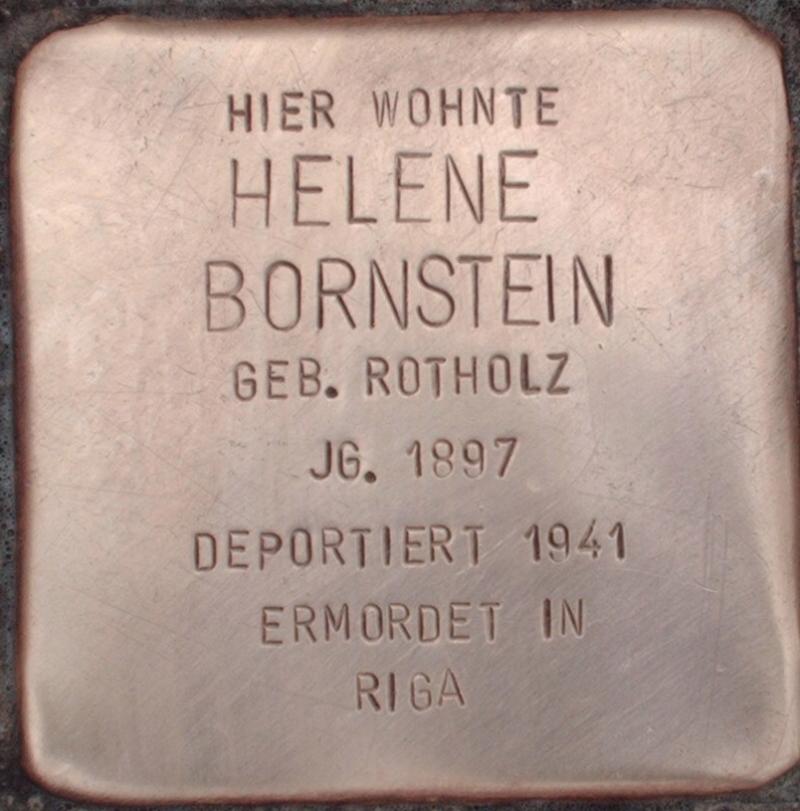 HIER WOHNTE
HELENE
BORNSTEIN
GEB. ROTHOLZ
JG. 1897
DEPORTIERT 1941
ERMORDET IN
RIGA